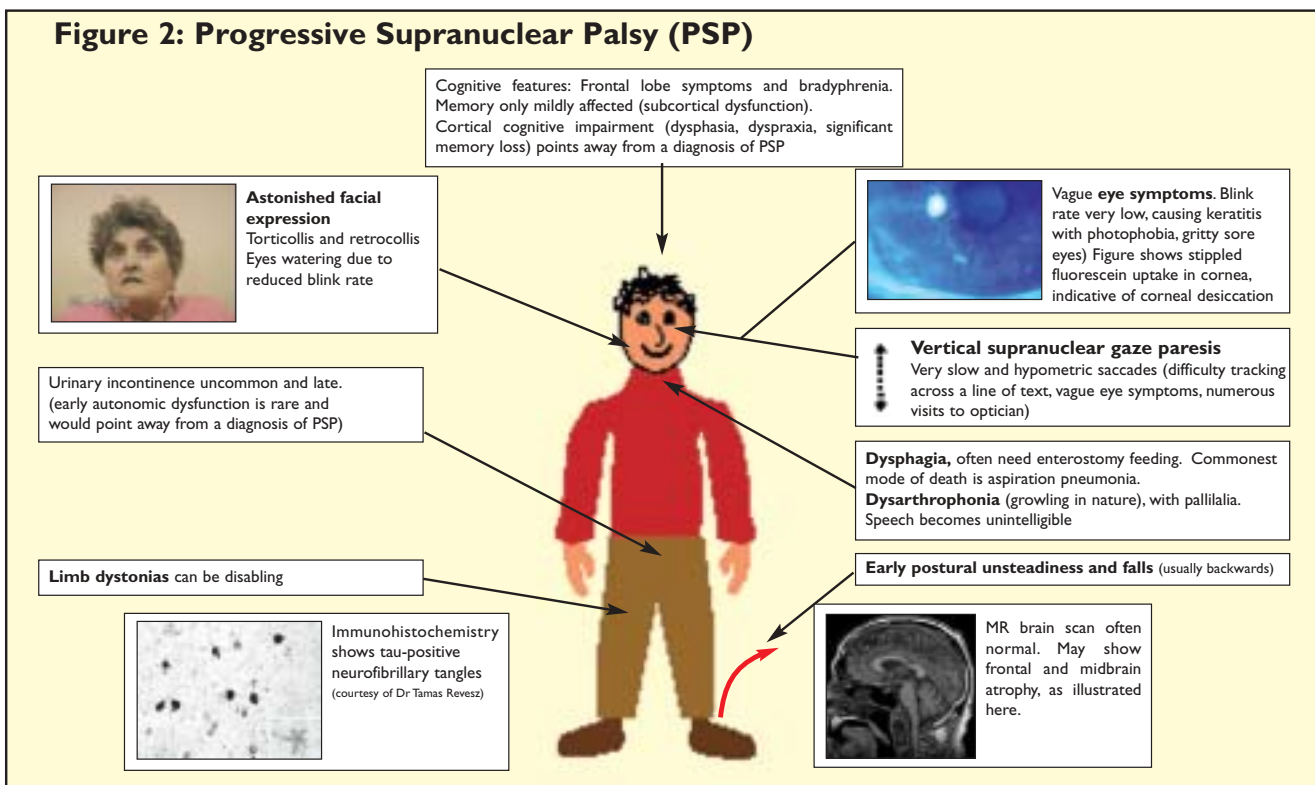 Figure 2: Progressive Supranuclear Palsy (PSP)
Cognitive features: Frontal lobe symptoms and bradyphrenia.
Memory only mildly affected (subcortical dysfunction).
Cortical cognitive impairment (dysphasia, dyspraxia, significant
memory loss) points away from a diagnosis of PSP
Astonished facial
expression
Torticollis and retrocollis
Eyes watering due to
reduced blink rate
Vague eye symptoms. Blink
rate very low, causing keratitis
with photophobia, gritty sore
eyes) Figure shows stippled
fluorescein uptake in cornea,
indicative of corneal desiccation
Vertical supranuclear gaze paresis
Very slow and hypometric saccades (difficulty tracking
across a line of text, vague eye symptoms, numerous
visits to optician)
Urinary incontinence uncommon and late.
(early autonomic dysfunction is rare and
would point away from a diagnosis of PSP)
Dysphagia, often need enterostomy feeding. Commonest
mode of death is aspiration pneumonia.
Dysarthrophonia (growling in nature), with pallilalia.
Speech becomes unintelligible
Limb dystonias can be disabling
Early postural unsteadiness and falls (usually backwards)
Immunohistochemistry
shows tau-positive
neurofibrillary tangles
(courtesy of Dr Tamas Revesz)
MR brain scan often
normal. May show
frontal and midbrain
atrophy, as illustrated
here.